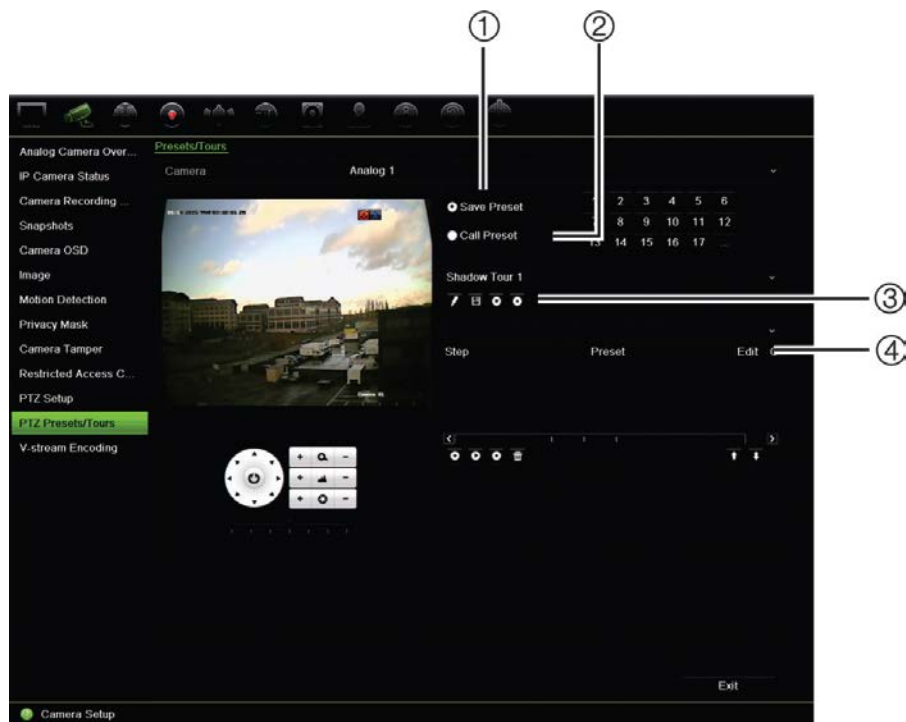 ① ②
Analog Camera Over...
Presets/Tours
IP Camera Status
Camera
Analog 1
Camera Recording ...
Save Preset
2 3 4 5 6
Snapshots
8 9 10 11 12
Call Preset
13 14 15 16 17 ...
Camera OSD
Image
Shadow Tour 1
Motion Detection
③
Privacy Mask
Camera Tamper
Step Preset Edit
④
Restricted Access C...
PTZ Setup
PTZ Presets/Tours
V-stream Encoding
+ -
+ -
+ -
Exit
Camera Setup